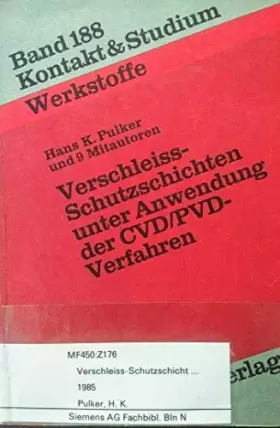 Band 188
Kontakt & Studium
Werkstoffe
Hans K. Pulker
und 9 Mitautoren
Verschleiss-
Schutzschichten
unter Anwendung
der CVD/PVD-
Verfahren
erlag
MF450:Z176
Verschleiss-Schutzschicht ...
1985
Pulker, H. K.
Siemens AG Fachbibl. Bln N